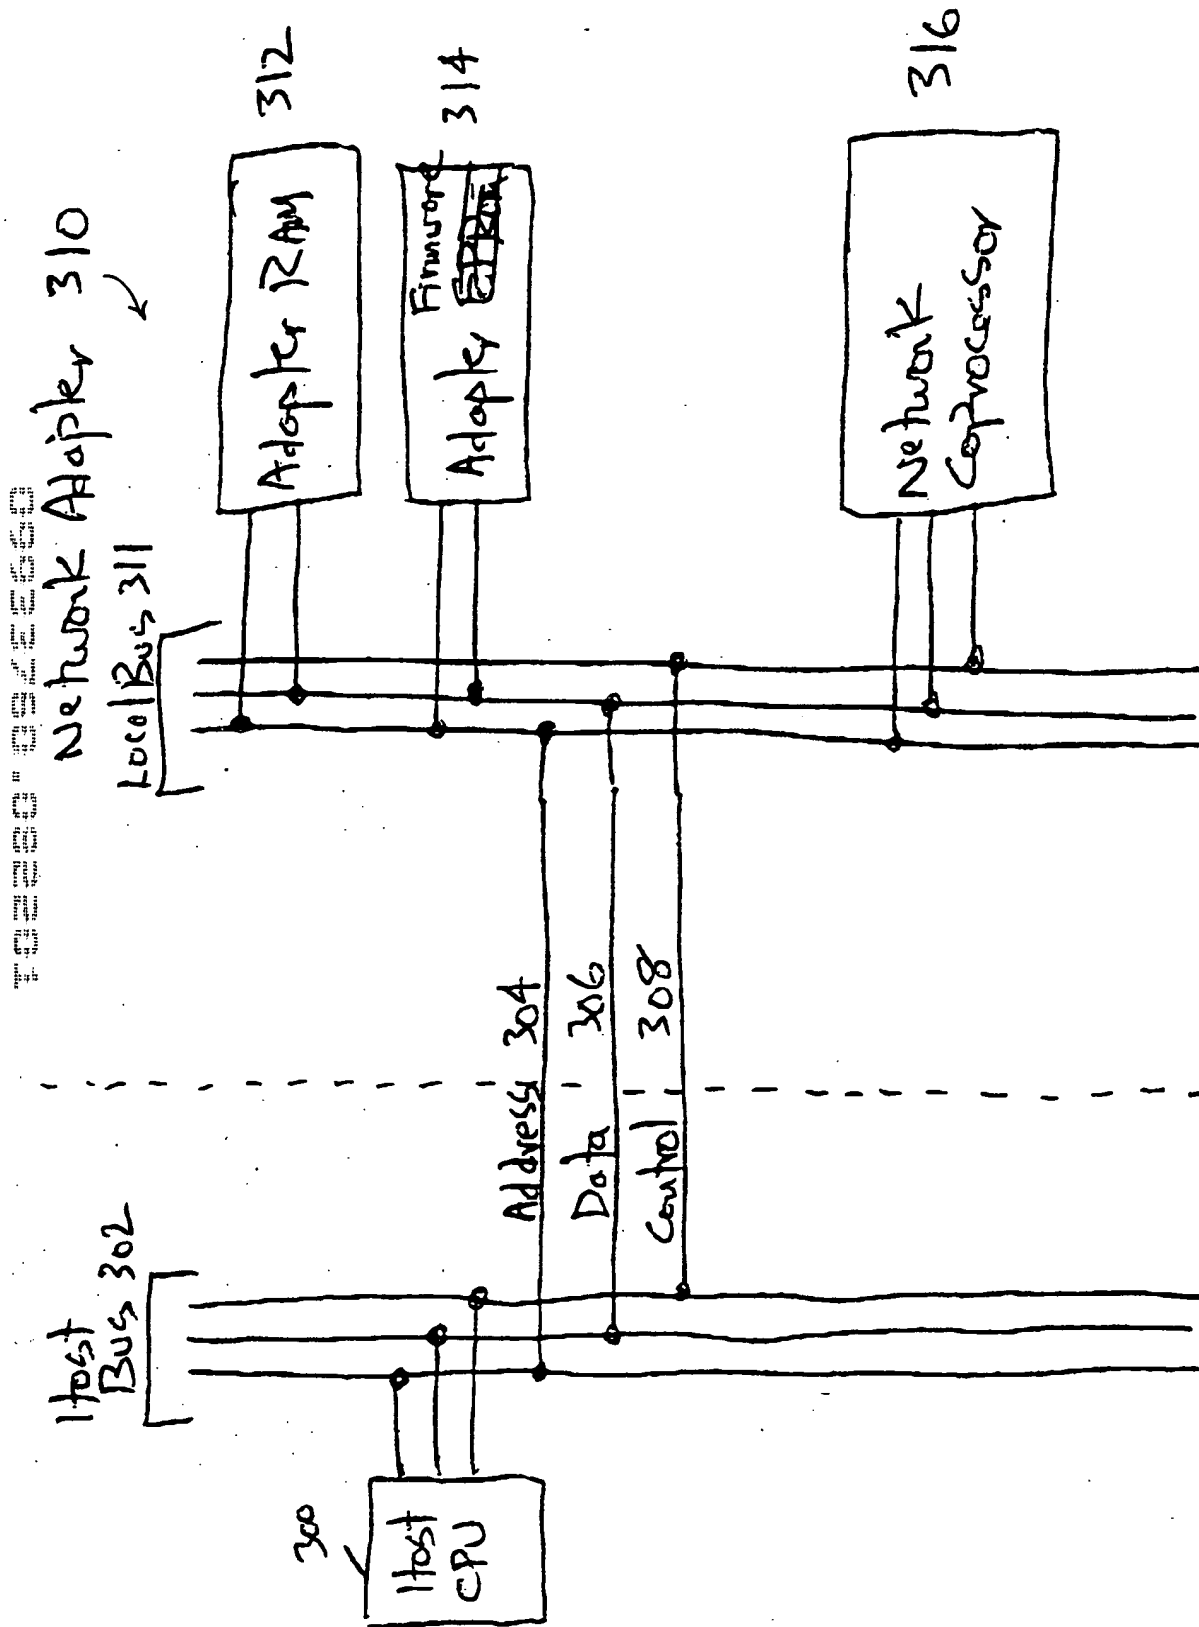 Network Adapter 310
Local Bus 311
Adapter RAM
312
Firmware
Adapter EPROM
314
Network
Coprocessor
316
Address 304
Data 306
Control 308
Host
Bus 302
300
Host
CPU